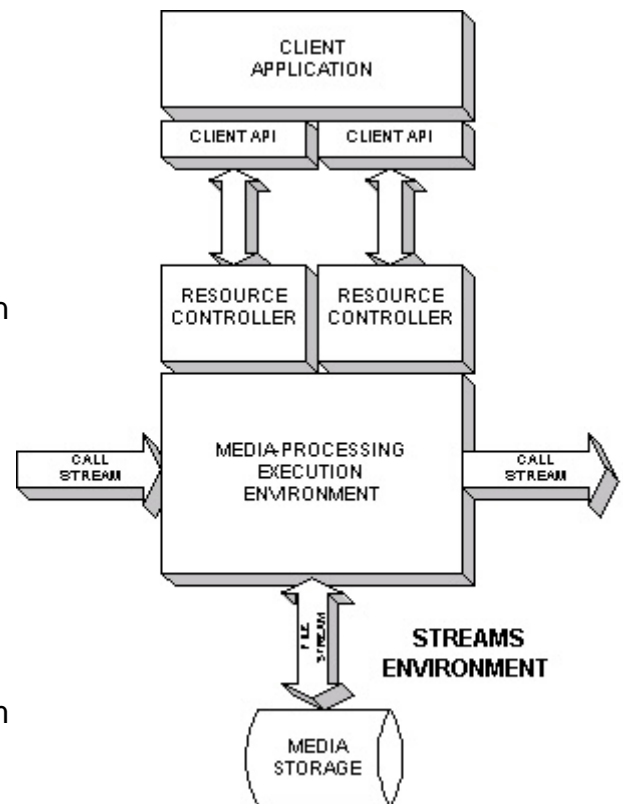 CLIENT
APPLICATION
CLIENT API
CLIENT API
RESOURCE
CONTROLLER
RESOURCE
CONTROLLER
n
MEDIA-PROCESSING
EXECUTION
ENVIRONMENT
CALL
STREAM
CALL
STREAM
FILE
STREAM
STREAMS
ENVIRONMENT
n
MEDIA
STORAGE